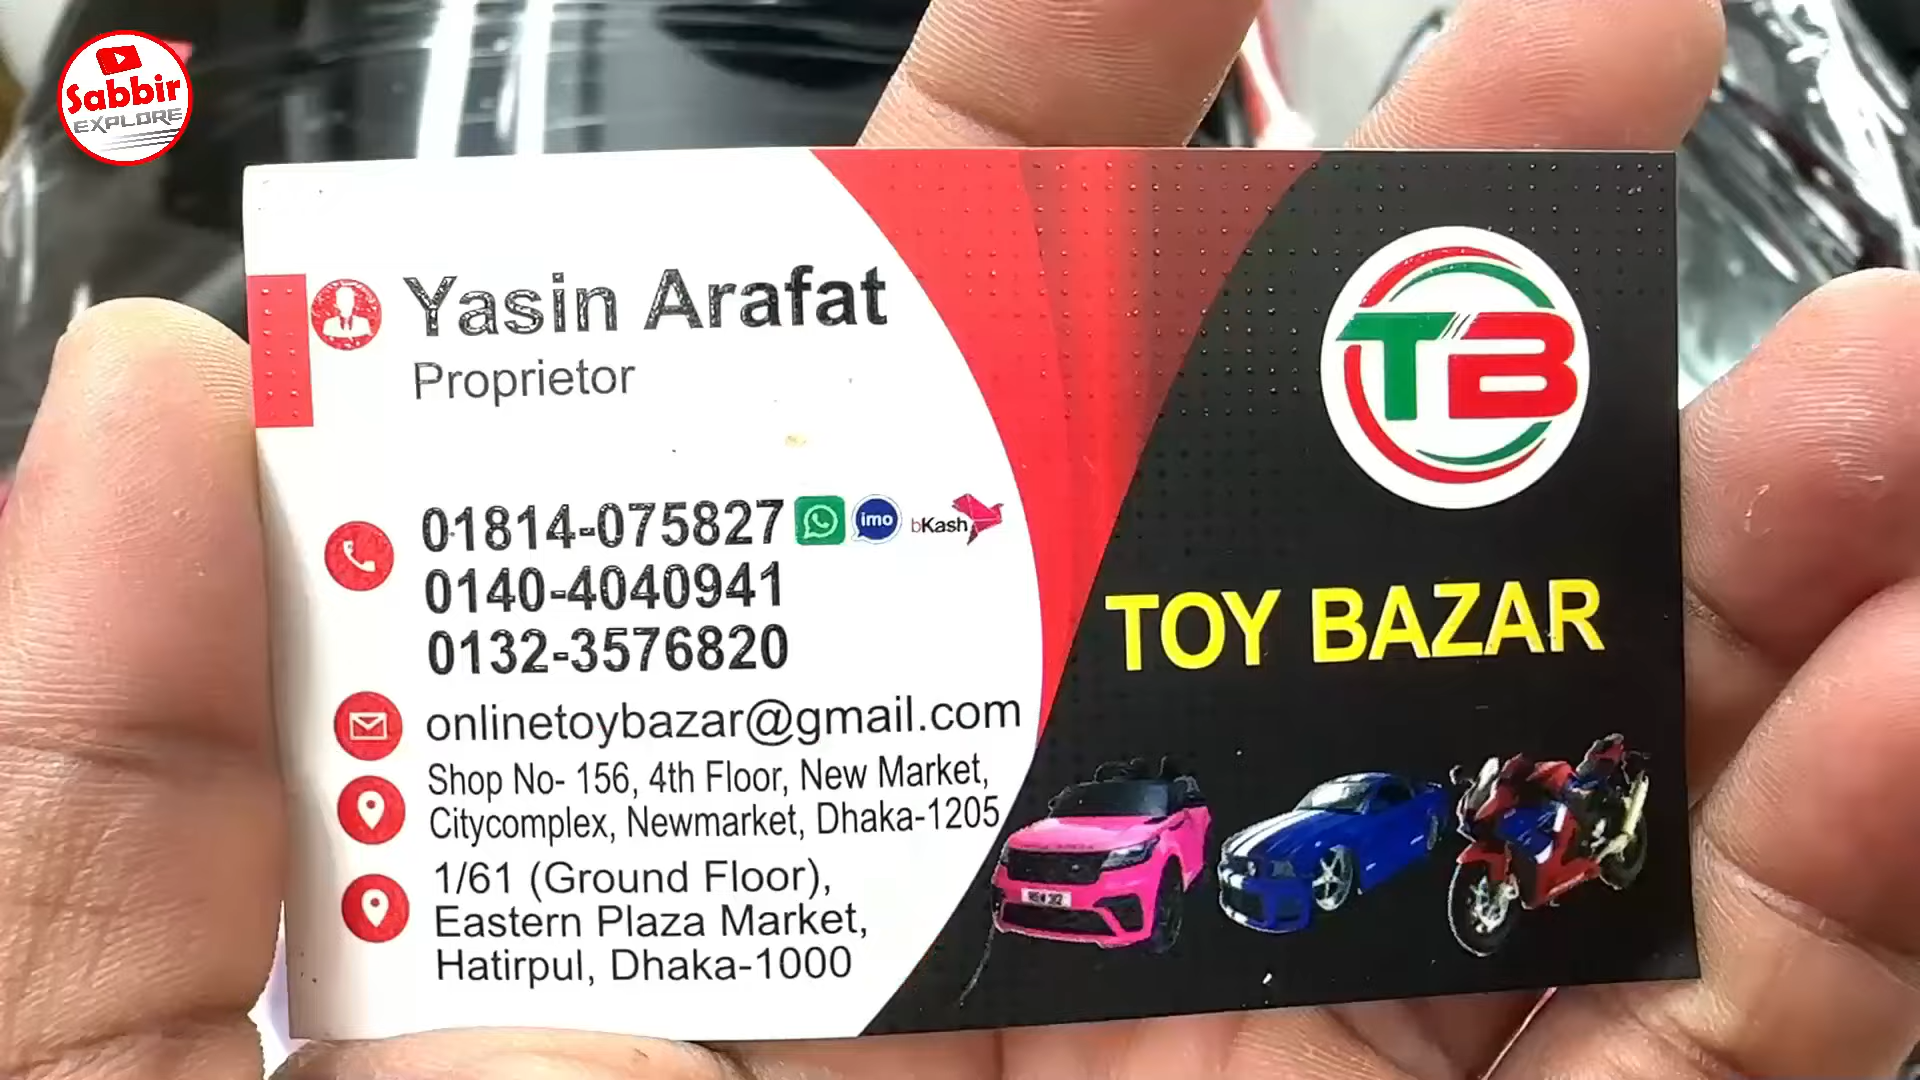 Sabbir
EXPLORE
Yasin Arafat
Proprietor
01814-075827
imo
bKash
0140-4040941
0132-3576820
onlinetoybazar@gmail.com
Shop No- 156, 4th Floor, New Market,
Citycomplex, Newmarket, Dhaka-1205
1/61 (Ground Floor),
Eastern Plaza Market,
Hatirpul, Dhaka-1000
TB
TOY BAZAR